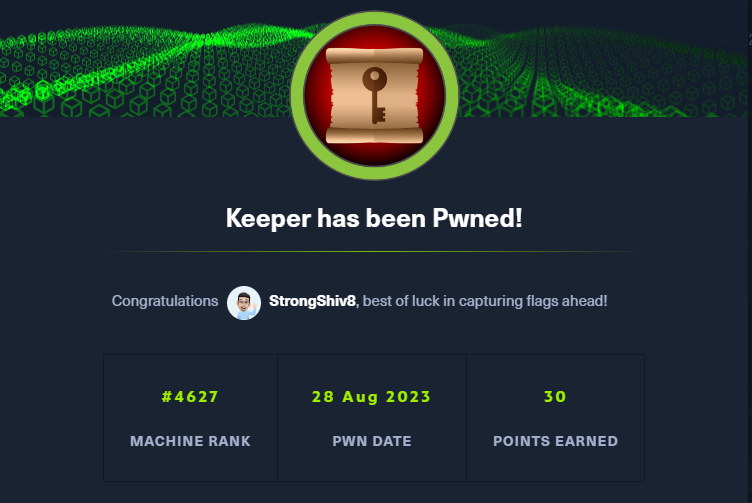 Keeper has been Pwned!
Congratulations StrongShiv8, best of luck in capturing flags ahead!
#4627 28 Aug 2023 30
MACHINE RANK PWN DATE POINTS EARNED